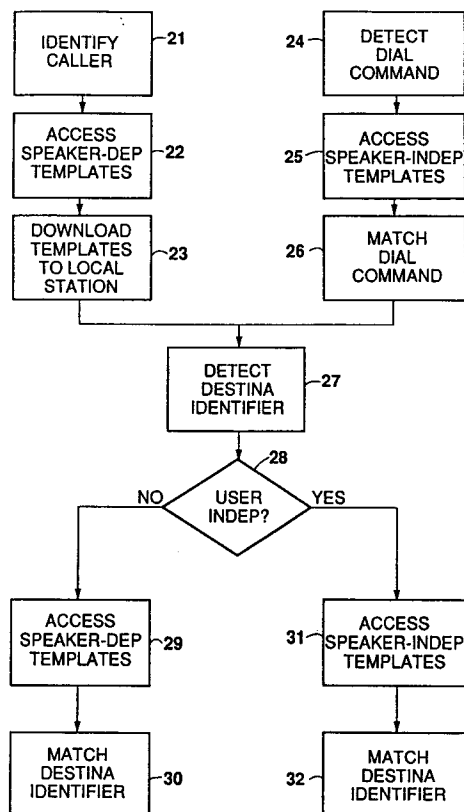 IDENTIFY
CALLER
21
24
DETECT
DIAL
COMMAND
ACCESS
SPEAKER-DEP
TEMPLATES
22
25
ACCESS
SPEAKER-INDEP
TEMPLATES
DOWNLOAD
TEMPLATES
TO LOCAL
STATION
23
26
MATCH
DIAL
COMMAND
DETECT
DESTINA
IDENTIFIER
27
28
NO
USER
INDEP?
YES
ACCESS
SPEAKER-DEP
TEMPLATES
29
31
ACCESS
SPEAKER-INDEP
TEMPLATES
MATCH
DESTINA
IDENTIFIER
30
32
MATCH
DESTINA
IDENTIFIER